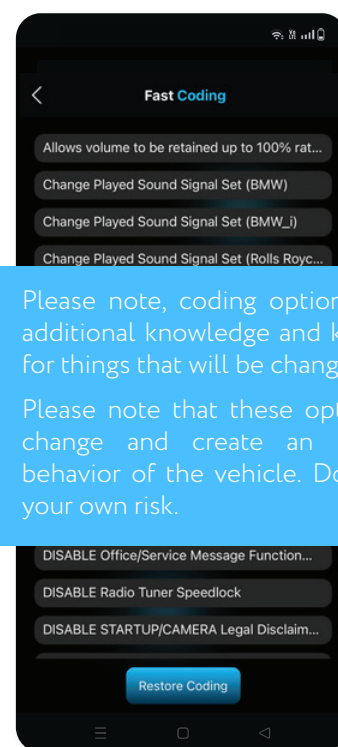 Fast Coding
Allows volume to be retained up to 100% rat...
Change Played Sound Signal Set (BMW)
Change Played Sound Signal Set (BMW_i)
Change Played Sound Signal Set (Rolls Royc...
Please note, coding option
additional knowledge and k
for things that will be chang
Please note that these opt
change and create an
behavior of the vehicle. Do
your own risk.
DISABLE Office/Service Message Function...
DISABLE Radio Tuner Speedlock
DISABLE STARTUP/CAMERA Legal Disclaim...
Restore Coding